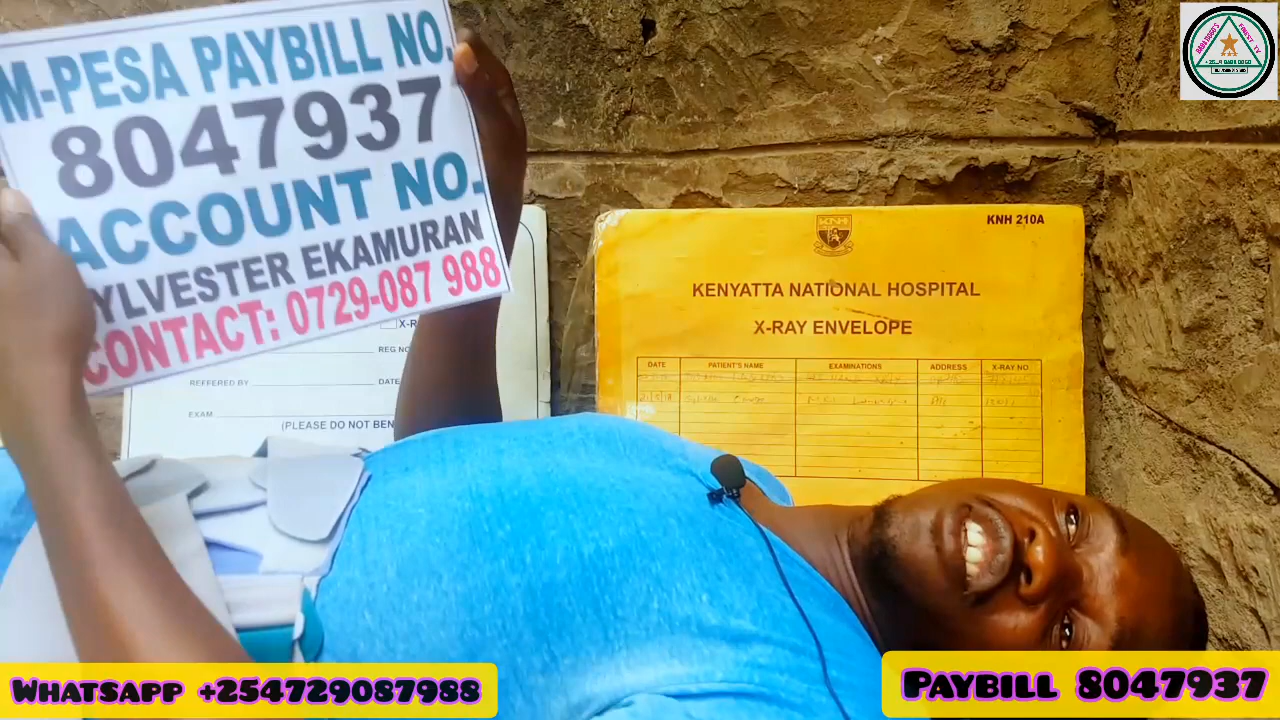 M-PESA PAYBILL NO.
8047937
ACCOUNT NO.
SYLVESTER EKAMURAN
CONTACT: 0729-087 988
REG NO
REFFERED BY
DATE
EXAM
(PLEASE DO NOT BEN
KNH 210A
KNH
KENYATTA NATIONAL HOSPITAL
X-RAY ENVELOPE
DATE PATIENT'S NAME EXAMINATIONS ADDRESS X-RAY NO
WHATSAPP +254729087988
PAYBILL 8047937